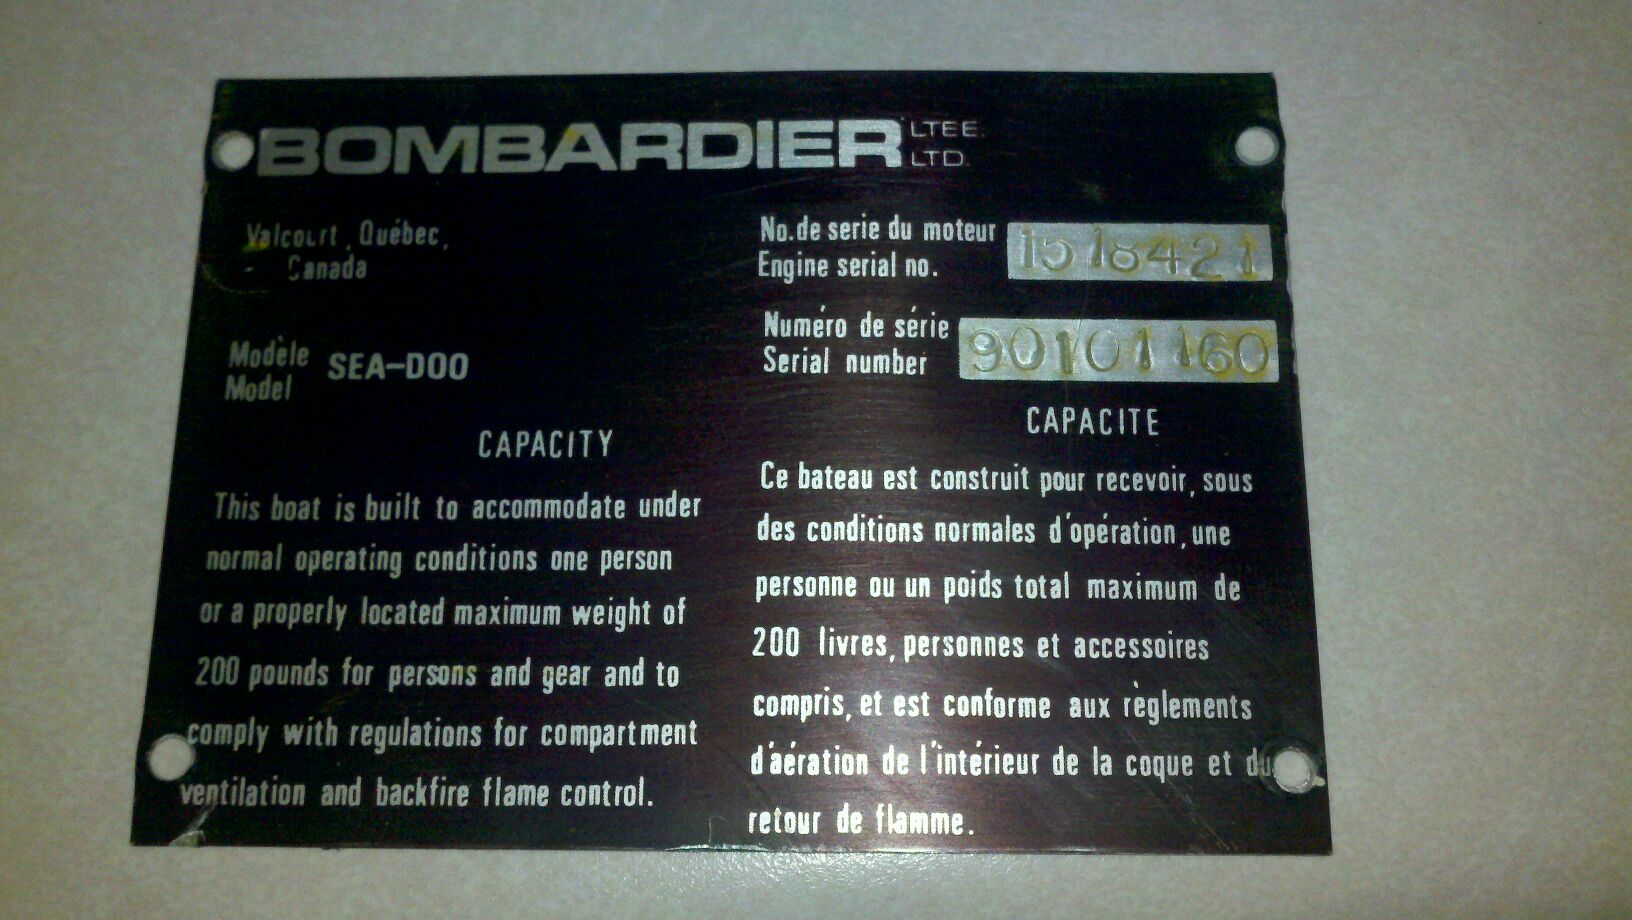 BOMBARDIER LTEE.
LTD.
Valcourt, Québec,
Canada
No. de serie du moteur
Engine serial no.
1518421
Numéro de série
Serial number
90101160
Modèle
Model
SEA-DOO
CAPACITY
This boat is built to accommodate under
normal operating conditions one person
or a properly located maximum weight of
200 pounds for persons and gear and to
comply with regulations for compartment
ventilation and backfire flame control.
CAPACITE
Ce bateau est construit pour recevoir, sous
des conditions normales d'opération, une
personne ou un poids total maximum de
200 livres, personnes et accessoires
compris, et est conforme aux règlements
d'aération de l'intérieur de la coque et du
retour de flamme.